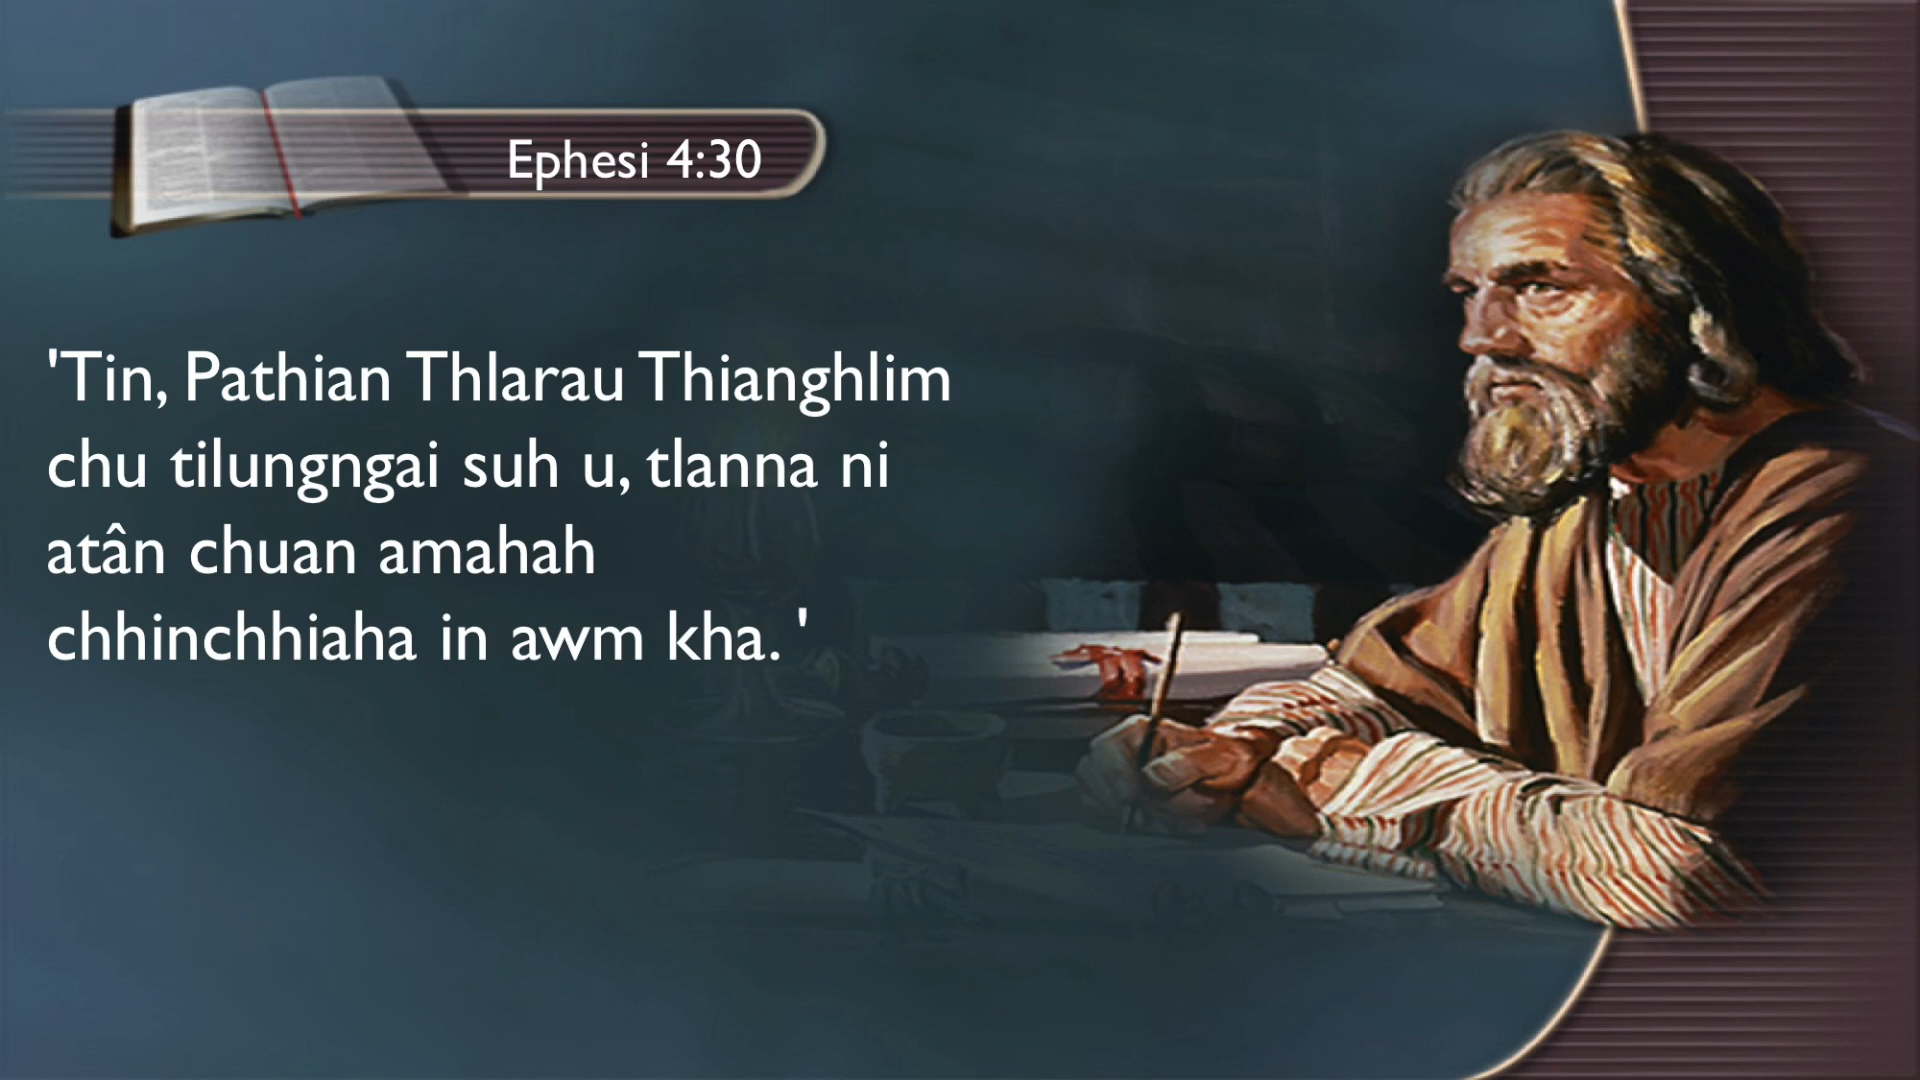 Ephesi 4:30
'Tin, Pathian Thlarau Thianghlim
chu tilungngai suh u, tlanna ni
atân chuan amahah
chhinchhiaha in awm kha. '